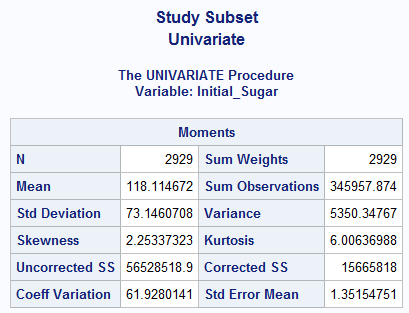 Study Subset
Univariate
The UNIVARIATE Procedure
Variable: Initial_Sugar
Moments
N 2929 Sum Weights 2929
Mean 118.114672 Sum Observations 345957.874
Std Deviation 73.1460708 Variance 5350.34767
Skewness 2.25337323 Kurtosis 6.00636988
Uncorrected SS 56528518.9 Corrected SS 15665818
Coeff Variation 61.9280141 Std Error Mean 1.35154751